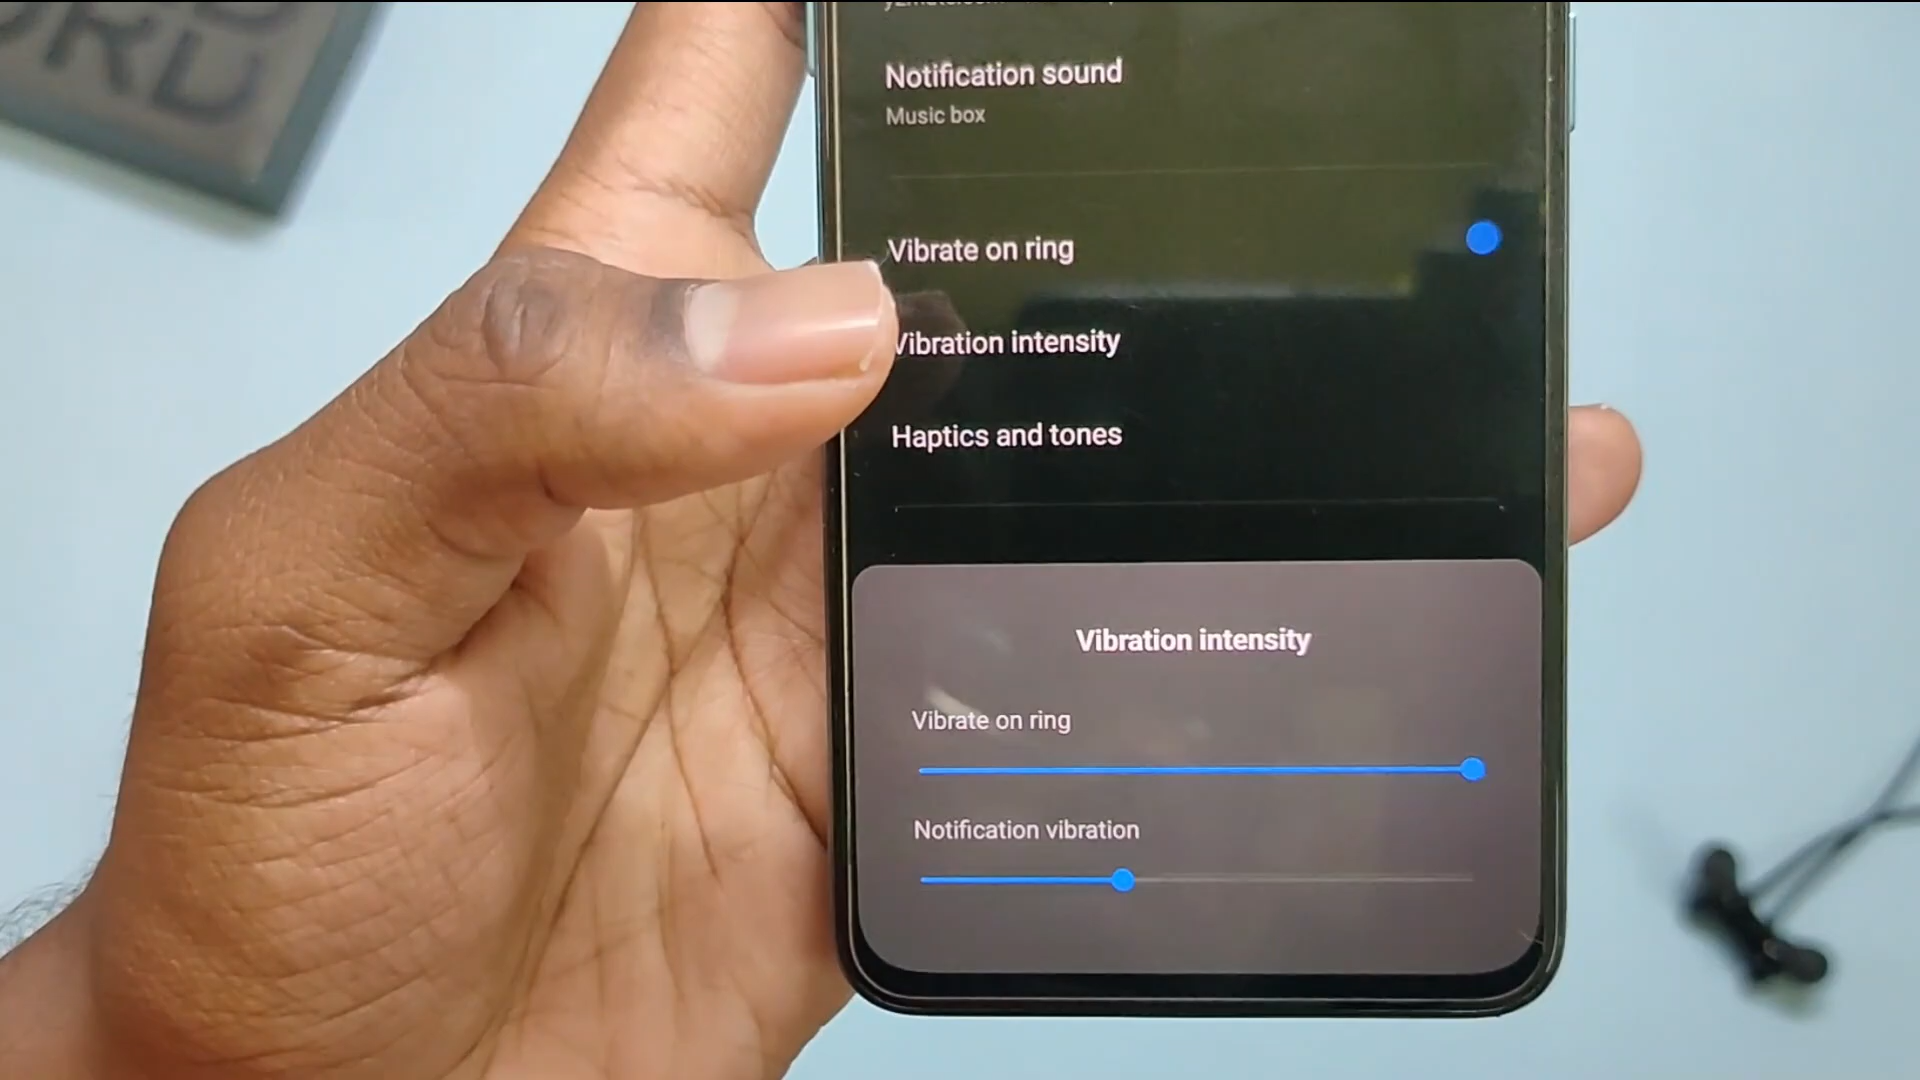 Notification sound
Music box
Vibrate on ring
Vibration intensity
Haptics and tones
Vibration intensity
Vibrate on ring
Notification vibration